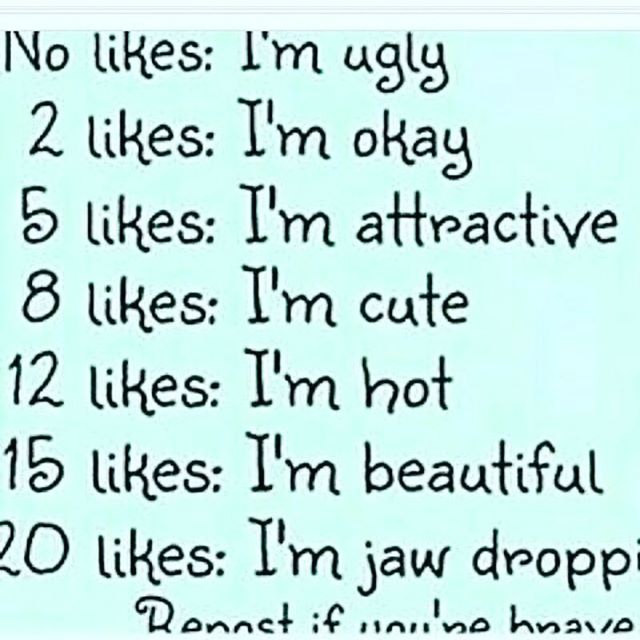 No likes: I'm ugly
2 likes: I'm okay
5 likes: I'm attractive
8 likes: I'm cute
12 likes: I'm hot
15 likes: I'm beautiful
20 likes: I'm jaw droppi
Repost if you're brave